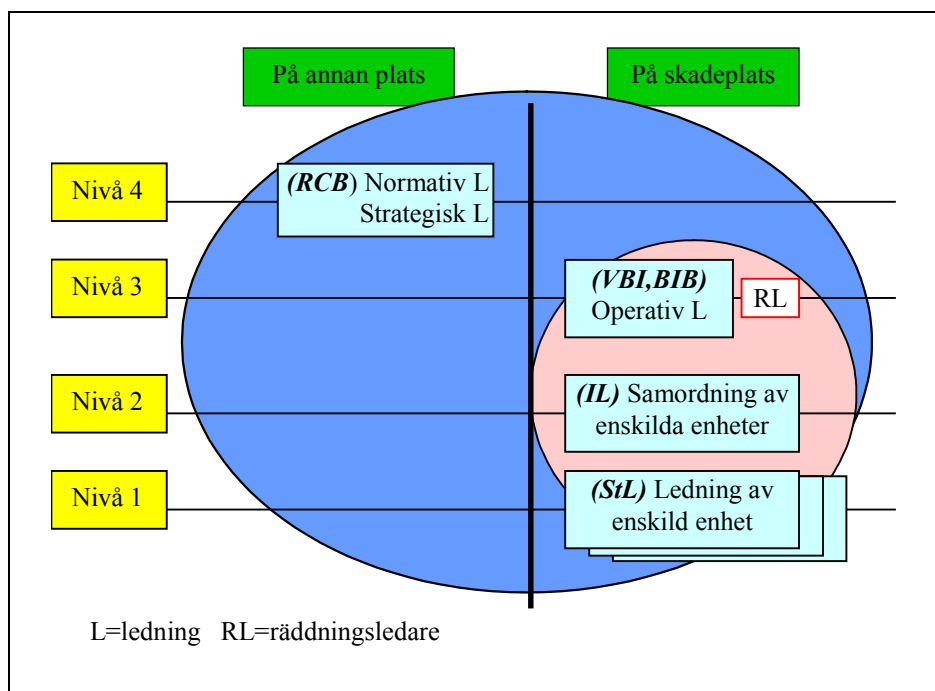 På annan plats
På skadeplats
Nivå 4
(RCB) Normativ L
Strategisk L
Nivå 3
(VBI,BIB)
Operativ L
RL
Nivå 2
(IL) Samordning av
enskilda enheter
Nivå 1
(StL) Ledning av
enskild enhet
L=ledning RL=räddningsledare